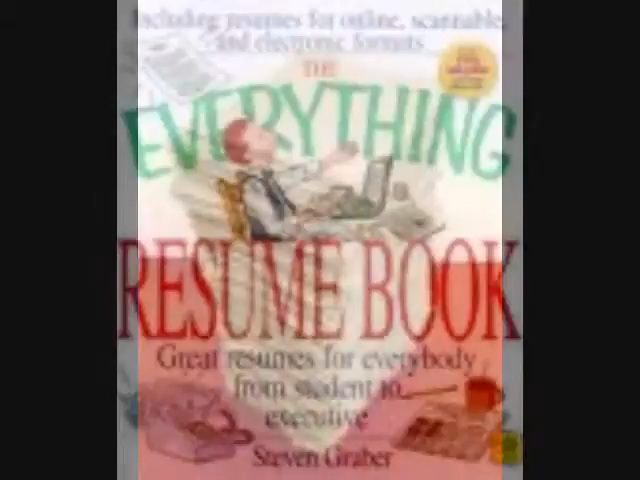 Including resumes for online, scannable,
and electronic formats
THE
EVERYTHING
RESUME BOOK
Great resumes for everybody
from student to
executive
Steven Graber